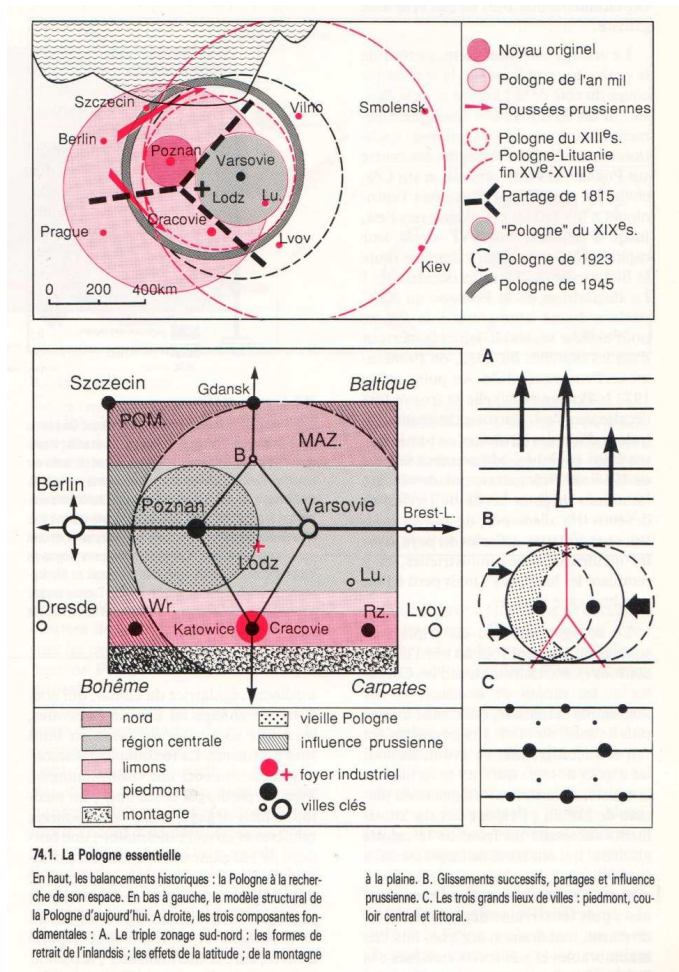 Szczecin
Vilno
Smolensk
Berlin
Poznan
Varsovie
Lodz
Lu.
Cracovie
Prague
Lvov
Kiev
0 200 400km
Noyau originel
Pologne de l'an mil
Poussées prussiennes
Pologne du XIIIe s.
Pologne-Lituanie
fin XVe-XVIIIe
Partage de 1815
"Pologne" du XIXe s.
Pologne de 1923
Pologne de 1945
Szczecin
Gdansk
Baltique
POM.
MAZ.
B
Berlin
Poznan
Varsovie
Brest-L.
Lodz
Lu.
Dresde
Wr.
Katowice
Cracovie
Rz.
Lvov
Bohême
Carpates
nord
région centrale
limon
piedmont
montagne
vieille Pologne
influence prussienne
foyer industriel
villes clés
A
B
C
74.1. La Pologne essentielle
En haut, les balancements historiques : la Pologne à la recher-
che de son espace. En bas à gauche, le modèle structural de
la Pologne d'aujourd'hui. A droite, les trois composantes fon-
damentales : A. Le triple zonage sud-nord : les formes de
retrait de l'inlandsis ; les effets de la latitude ; de la montagne
à la plaine. B. Glissements successifs, partages et influence
prussienne. C. Les trois grands lieux de villes : piedmont, cou-
loir central et littoral.